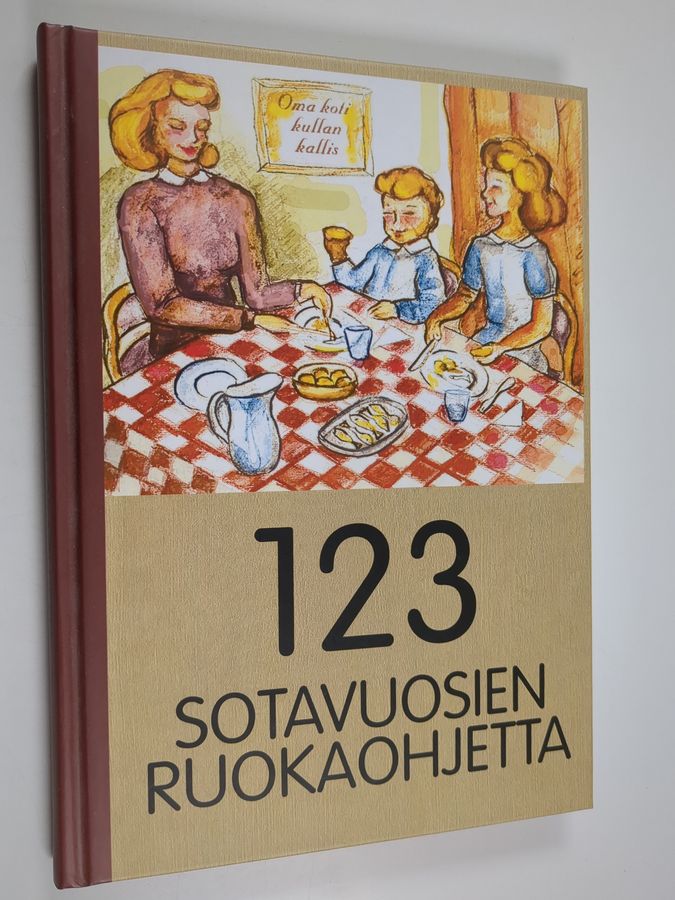 Oma koti
kullan
kallis
123
SOTAVUOSIEN
RUOKAOHJETTA